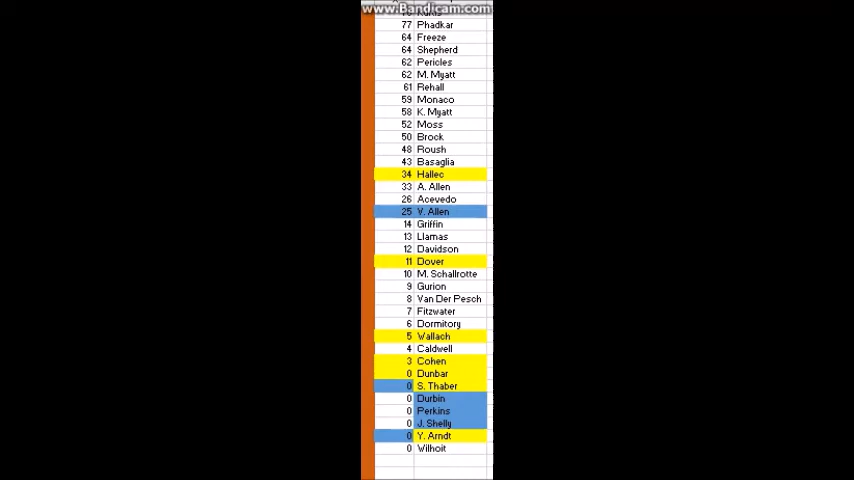 www.Bandicam.com
77 Phadkar
64 Freeze
64 Shepherd
62 Pericles
62 M. Myatt
61 Rehall
59 Monaco
58 K. Myatt
52 Moss
50 Brock
48 Roush
43 Basaglia
34 Hallec
33 A. Allen
26 Acevedo
25 V. Allen
14 Griffin
13 Llamas
12 Davidson
11 Dover
10 M. Schallrotte
9 Gurion
8 Van Der Pesch
7 Fitzwater
6 Dormitory
5 Wallach
4 Caldwell
3 Cohen
0 Dunbar
0 S. Thaber
0 Durbin
0 Perkins
0 J. Shelly
0 Y. Arndt
0 Wilhoit